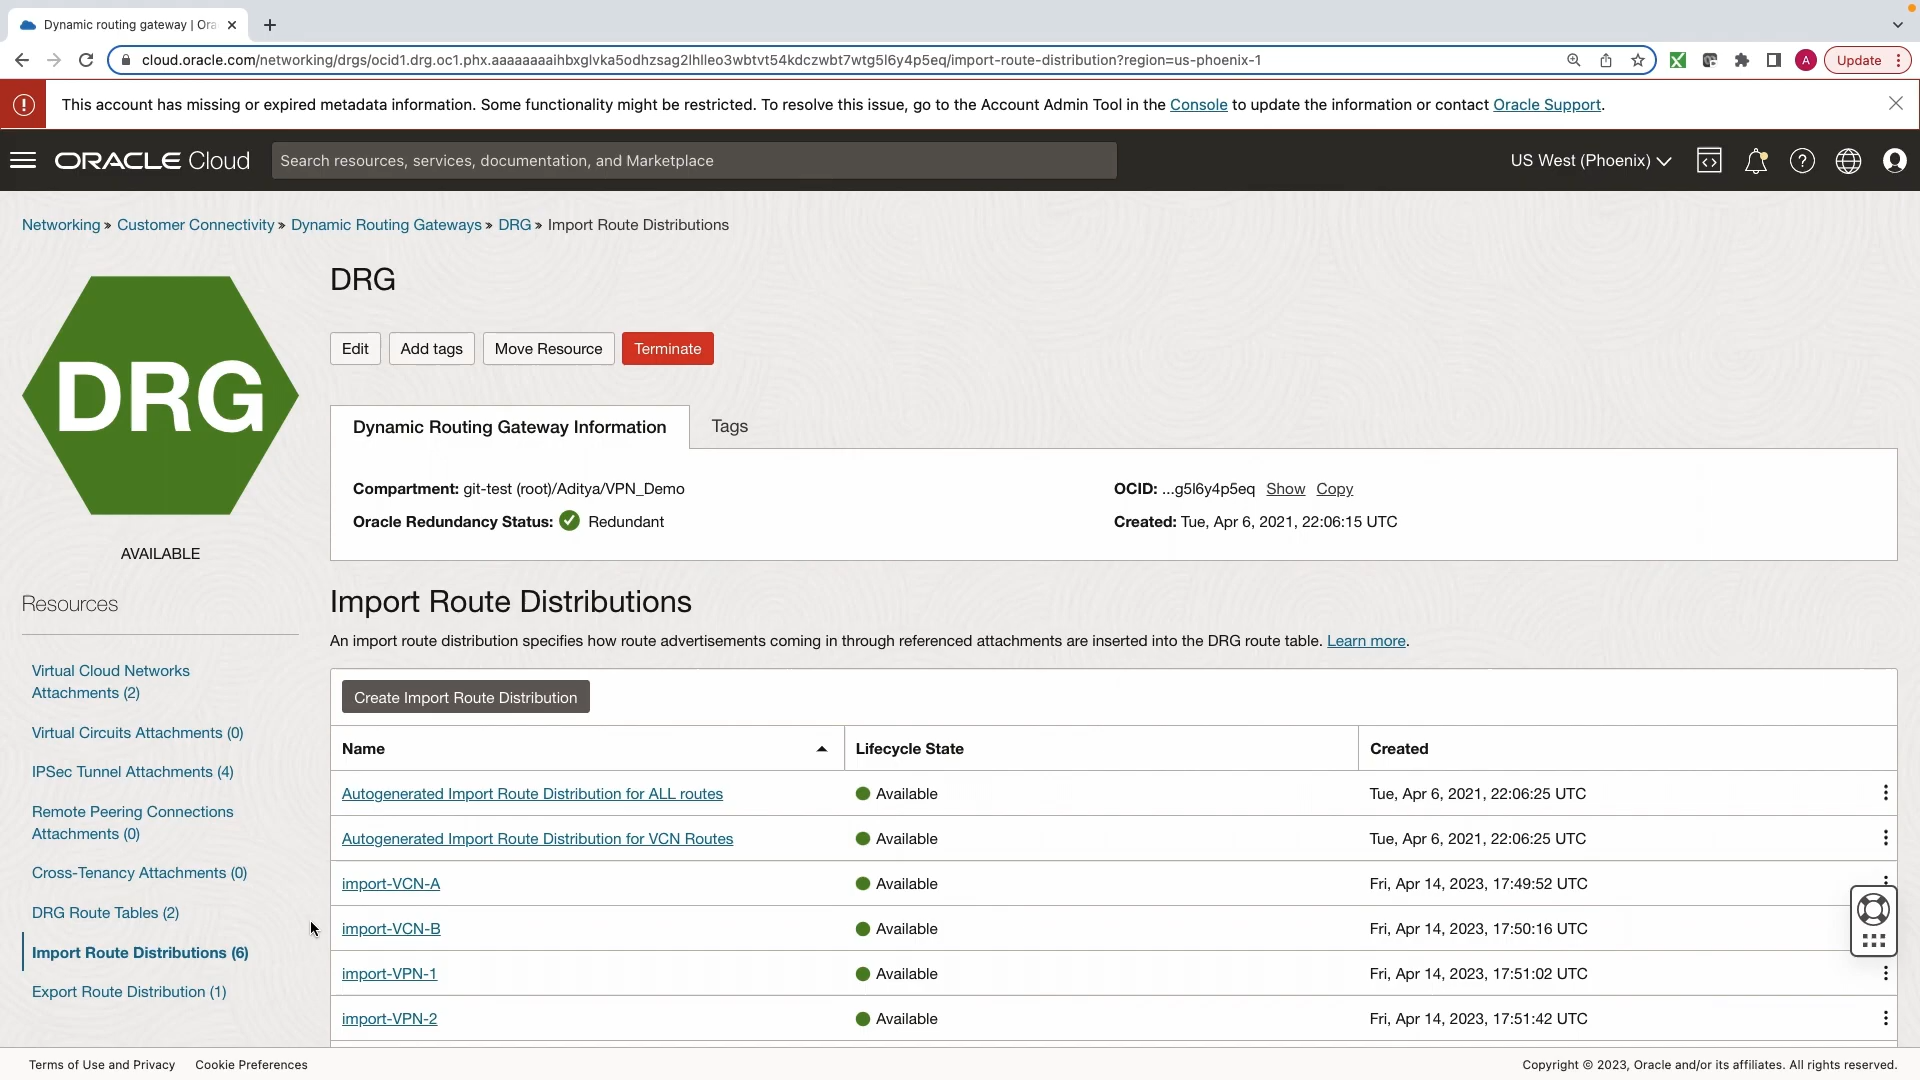 Dynamic routing gateway | Ora
cloud.oracle.com/networking/drgs/ocid1.drg.oc1.phx.aaaaaaaaihbxglvka5odhzsag2lhlleo3wbtvt54kdczwbt7wtg5l6y4p5eq/import-route-distribution?region=us-phoenix-1
A
Update
This account has missing or expired metadata information. Some functionality might be restricted. To resolve this issue, go to the Account Admin Tool in the Console to update the information or contact Oracle Support.
ORACLE Cloud
Search resources, services, documentation, and Marketplace
US West (Phoenix)
Networking » Customer Connectivity » Dynamic Routing Gateways » DRG » Import Route Distributions
DRG
AVAILABLE
DRG
Edit
Add tags
Move Resource
Terminate
Dynamic Routing Gateway Information
Tags
Compartment: git-test (root)/Aditya/VPN_Demo
OCID: ...g5l6y4p5eq Show Copy
Oracle Redundancy Status: Redundant
Created: Tue, Apr 6, 2021, 22:06:15 UTC
Resources
Virtual Cloud Networks
Attachments (2)
Virtual Circuits Attachments (0)
IPSec Tunnel Attachments (4)
Remote Peering Connections
Attachments (0)
Cross-Tenancy Attachments (0)
DRG Route Tables (2)
Import Route Distributions (6)
Export Route Distribution (1)
Import Route Distributions
An import route distribution specifies how route advertisements coming in through referenced attachments are inserted into the DRG route table. Learn more.
Create Import Route Distribution
Name Lifecycle State Created
Autogenerated Import Route Distribution for ALL routes Available Tue, Apr 6, 2021, 22:06:25 UTC
Autogenerated Import Route Distribution for VCN Routes Available Tue, Apr 6, 2021, 22:06:25 UTC
import-VCN-A Available Fri, Apr 14, 2023, 17:49:52 UTC
import-VCN-B Available Fri, Apr 14, 2023, 17:50:16 UTC
import-VPN-1 Available Fri, Apr 14, 2023, 17:51:02 UTC
import-VPN-2 Available Fri, Apr 14, 2023, 17:51:42 UTC
Terms of Use and Privacy
Cookie Preferences
Copyright © 2023, Oracle and/or its affiliates. All rights reserved.